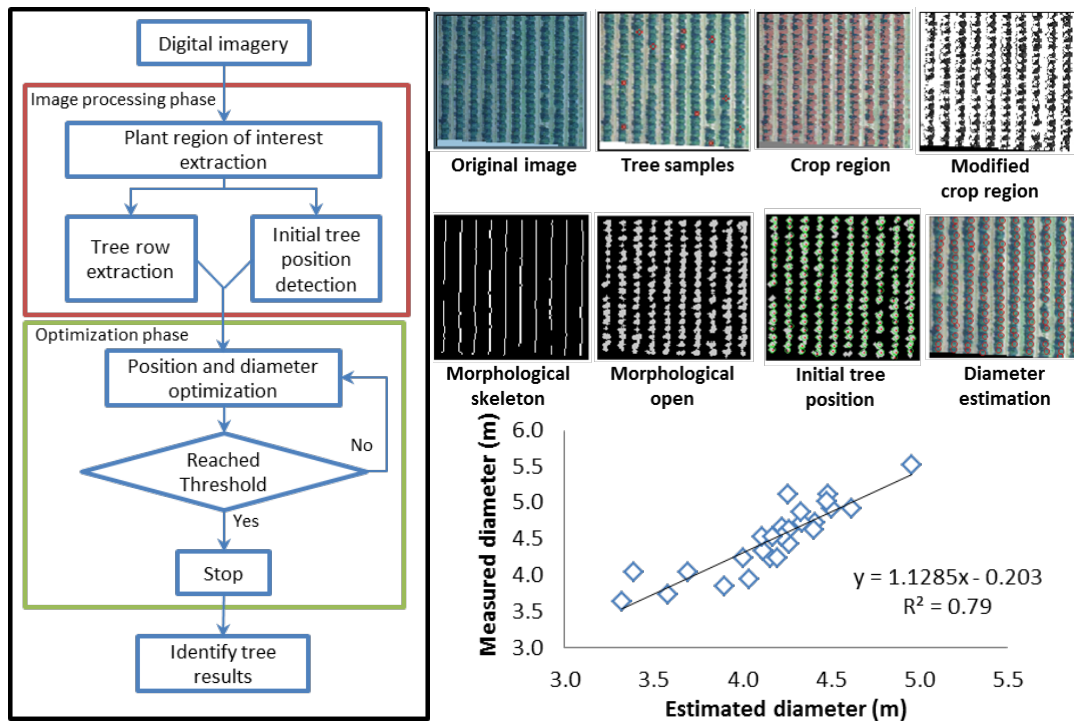 Digital imagery
Image processing phase
Plant region of interest
extraction
Tree row
extraction
Initial tree
position
detection
Optimization phase
Position and diameter
optimization
No
Reached
Threshold
Yes
Stop
Identify tree
results
Original image
Tree samples
Crop region
Modified
crop region
Morphological
skeleton
Morphological
open
Initial tree
position
Diameter
estimation
Measured diameter (m)
6.0
5.5
5.0
4.5
4.0
3.5
3.0
y = 1.1285x - 0.203
R² = 0.79
3.0
3.5
4.0
4.5
5.0
5.5
Estimated diameter (m)